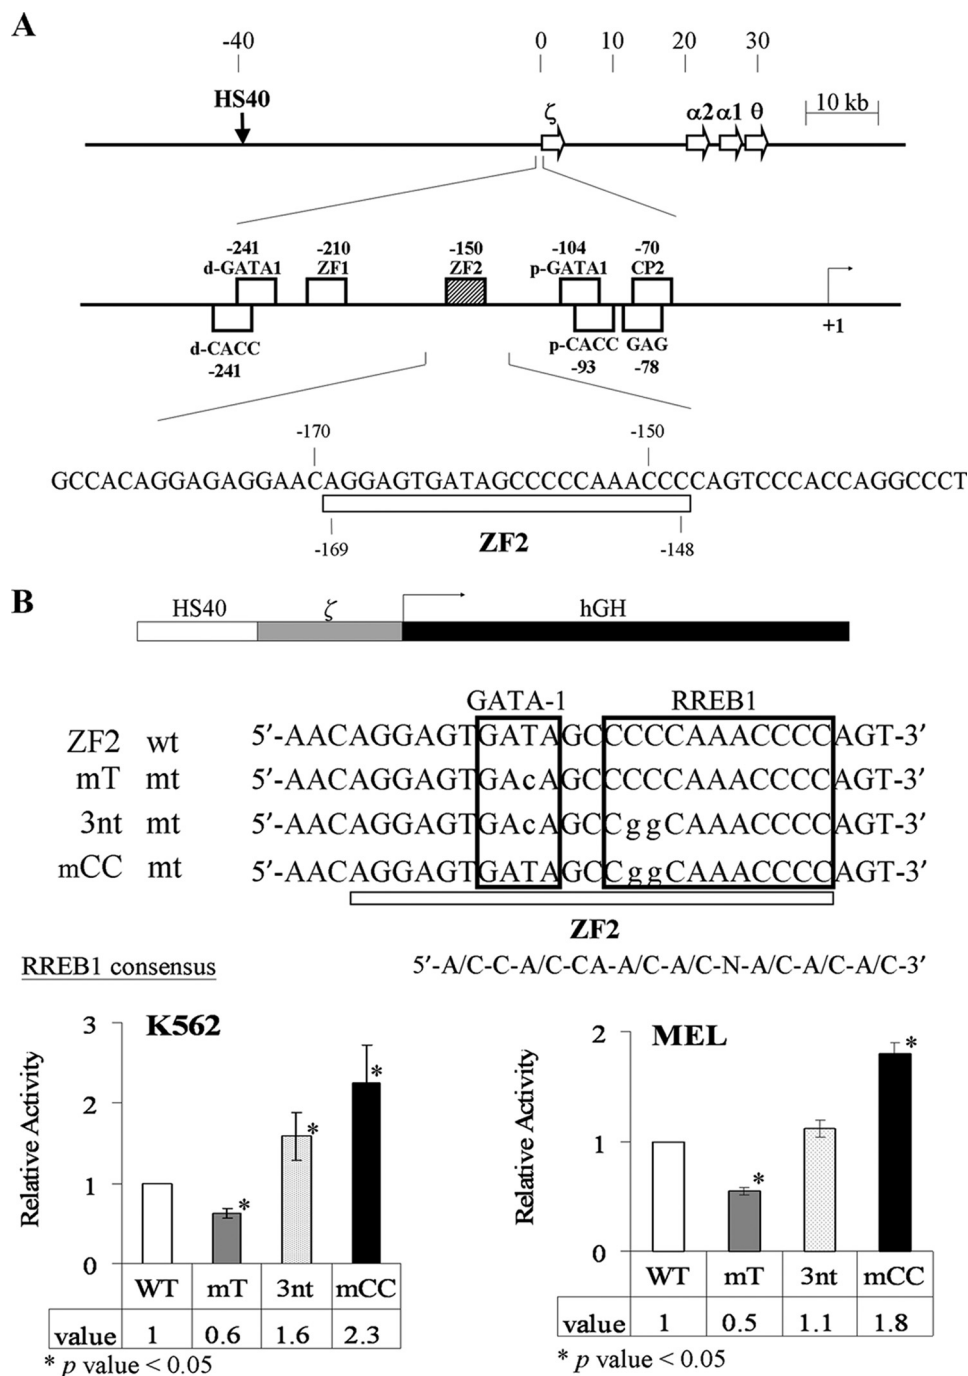 A
-40 0 10 20 30
HS40 ζ α2 α1 θ 10 kb
-241 -210 -150 -104 -70
d-GATA1 ZF1 ZF2 p-GATA1 CP2
d-CACC p-CACC GAG +1
-241 -93 -78
-170 -150
GCCACAGGAGAGGAACAGGAGTGATAGCCCCCAAACCCCCAGTCCCACCAGGCCCT
ZF2
-169 -148
B
HS40 ζ hGH
GATA-1 RREB1
ZF2 wt 5′-AACAGGAGTGATAGCCCCCAAACCCCAGT-3′
mT mt 5′-AACAGGAGTGAcAGCCCCCAAACCCCAGT-3′
3nt mt 5′-AACAGGAGTGAcAGCCggCAAACCCCAGT-3′
mCC mt 5′-AACAGGAGTGATAGCCggCAAACCCCAGT-3′
ZF2
RREB1 consensus 5′-A/C-C-A/C-CA-A/C-A/C-N-A/C-A/C-A/C-3′
K562
Relative Activity
3
2
1
0
* * *
WT mT 3nt mCC
value 1 0.6 1.6 2.3
* p value < 0.05
MEL
Relative Activity
2
1
0
* *
WT mT 3nt mCC
value 1 0.5 1.1 1.8
* p value < 0.05